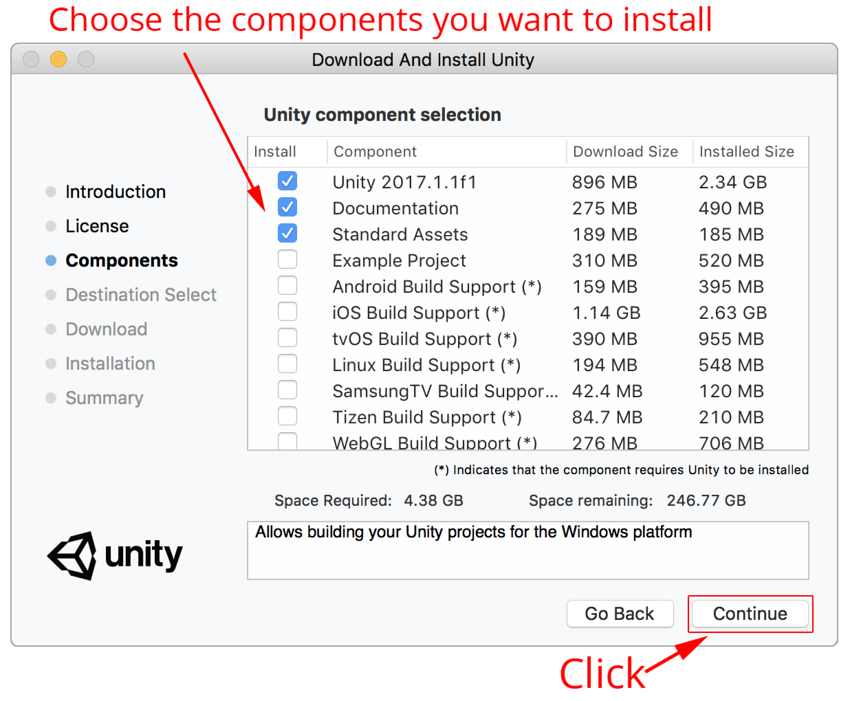 Choose the components you want to install
Download And Install Unity
Unity component selection
Install Component Download Size Installed Size
Unity 2017.1.1f1 896 MB 2.34 GB
Documentation 275 MB 490 MB
Standard Assets 189 MB 185 MB
Example Project 310 MB 520 MB
Android Build Support (*) 159 MB 395 MB
iOS Build Support (*) 1.14 GB 2.63 GB
tvOS Build Support (*) 390 MB 955 MB
Linux Build Support (*) 194 MB 548 MB
SamsungTV Build Suppor... 42.4 MB 120 MB
Tizen Build Support (*) 84.7 MB 210 MB
WebGL Build Support (*) 276 MB 706 MB
Introduction
License
Components
Destination Select
Download
Installation
Summary
(*) Indicates that the component requires Unity to be installed
Space Required: 4.38 GB Space remaining: 246.77 GB
Allows building your Unity projects for the Windows platform
unity
Go Back Continue
Click